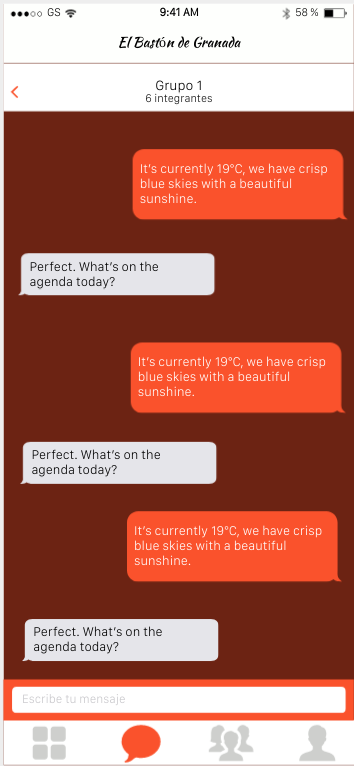 GS 9:41 AM 58 %
El Bastón de Granada
Grupo 1
6 integrantes
It's currently 19°C, we have crisp
blue skies with a beautiful
sunshine.
Perfect. What's on the
agenda today?
It's currently 19°C, we have crisp
blue skies with a beautiful
sunshine.
Perfect. What's on the
agenda today?
It's currently 19°C, we have crisp
blue skies with a beautiful
sunshine.
Perfect. What's on the
agenda today?
Escribe tu mensaje